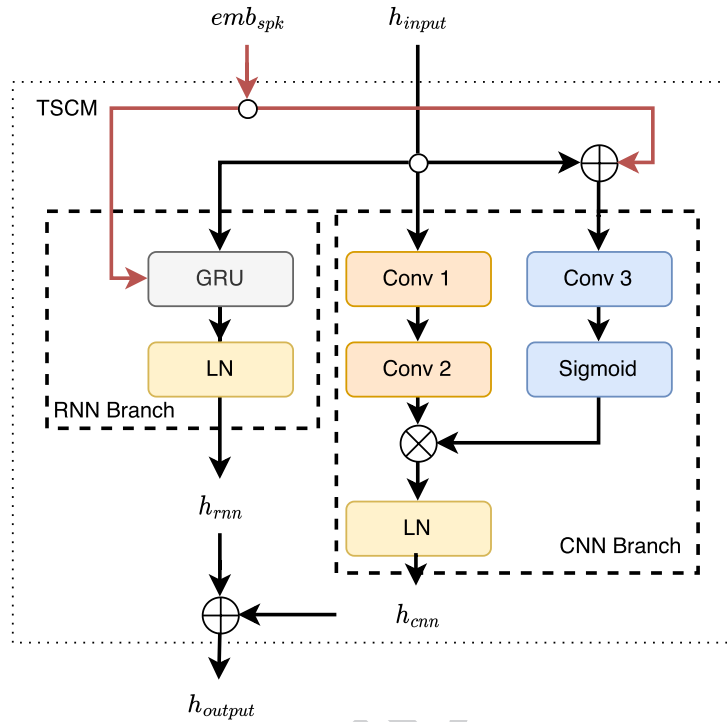 emb_spk h_input
TSCM
GRU Conv 1 Conv 3
LN Conv 2 Sigmoid
RNN Branch
h_rnn LN
CNN Branch
h_cnn
h_output